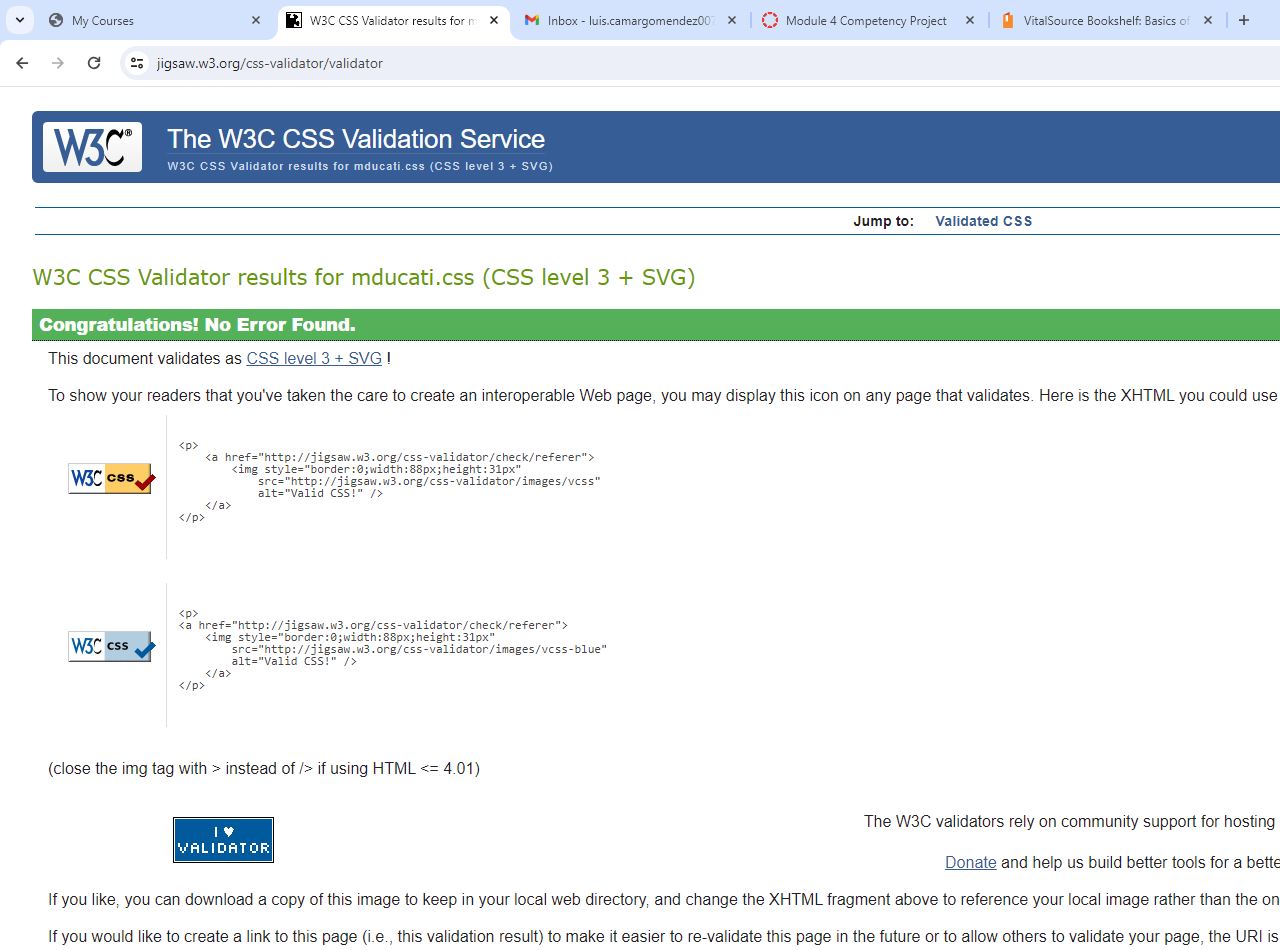 My Courses
W3C CSS Validator results for m
Inbox - luis.camargomendez007
Module 4 Competency Project
VitalSource Bookshelf: Basics of
jigsaw.w3.org/css-validator/validator
W3C®
The W3C CSS Validation Service
W3C CSS Validator results for mducati.css (CSS level 3 + SVG)
Jump to: Validated CSS
W3C CSS Validator results for mducati.css (CSS level 3 + SVG)
Congratulations! No Error Found.
This document validates as CSS level 3 + SVG !
To show your readers that you've taken the care to create an interoperable Web page, you may display this icon on any page that validates. Here is the XHTML you could use
W3C CSS
<p>
    <a href="http://jigsaw.w3.org/css-validator/check/referer">
        <img style="border:0;width:88px;height:31px"
            src="http://jigsaw.w3.org/css-validator/images/vcss"
            alt="Valid CSS!" />
    </a>
</p>
W3C CSS
<p>
<a href="http://jigsaw.w3.org/css-validator/check/referer">
    <img style="border:0;width:88px;height:31px"
        src="http://jigsaw.w3.org/css-validator/images/vcss-blue"
        alt="Valid CSS!" />
    </a>
</p>
(close the img tag with > instead of /> if using HTML <= 4.01)
I ♥
VALIDATOR
The W3C validators rely on community support for hosting
Donate and help us build better tools for a bette
If you like, you can download a copy of this image to keep in your local web directory, and change the XHTML fragment above to reference your local image rather than the on
If you would like to create a link to this page (i.e., this validation result) to make it easier to re-validate this page in the future or to allow others to validate your page, the URI is